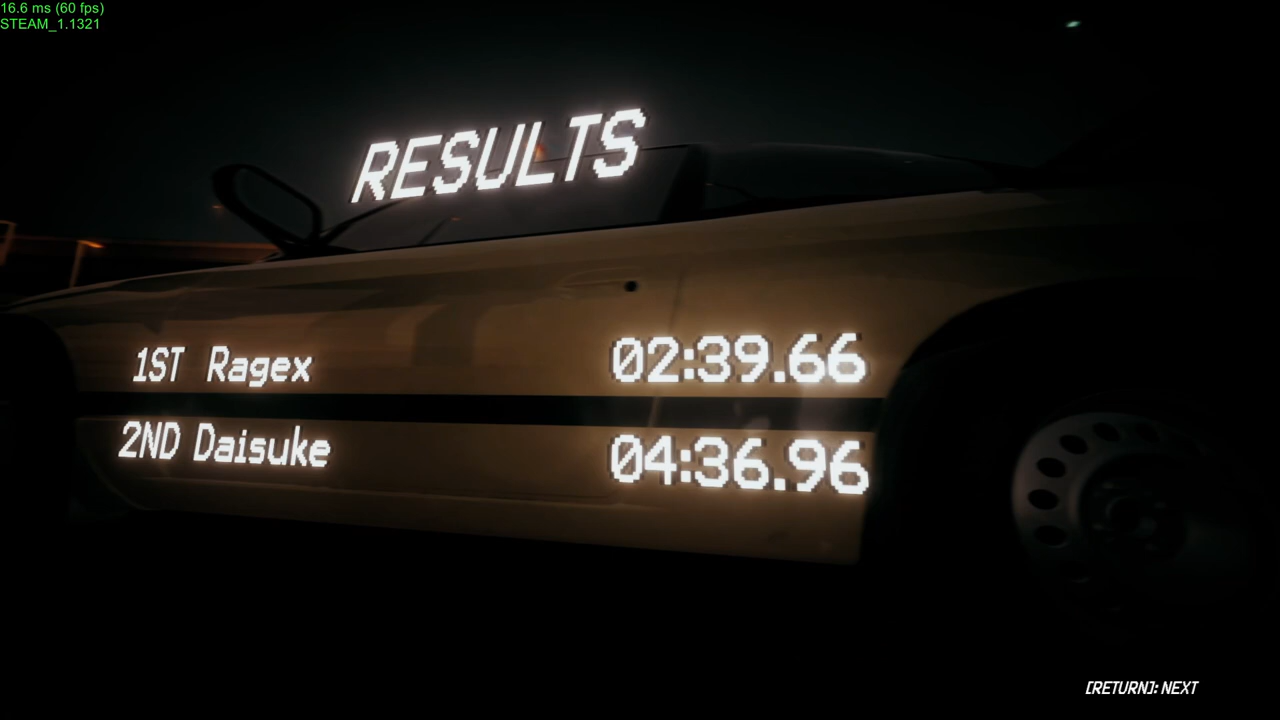 16.6 ms (60 fps)
STEAM_1.1321
RESULTS
1ST Ragex 02:39.66
2ND Daisuke 04:36.96
[RETURN]: NEXT